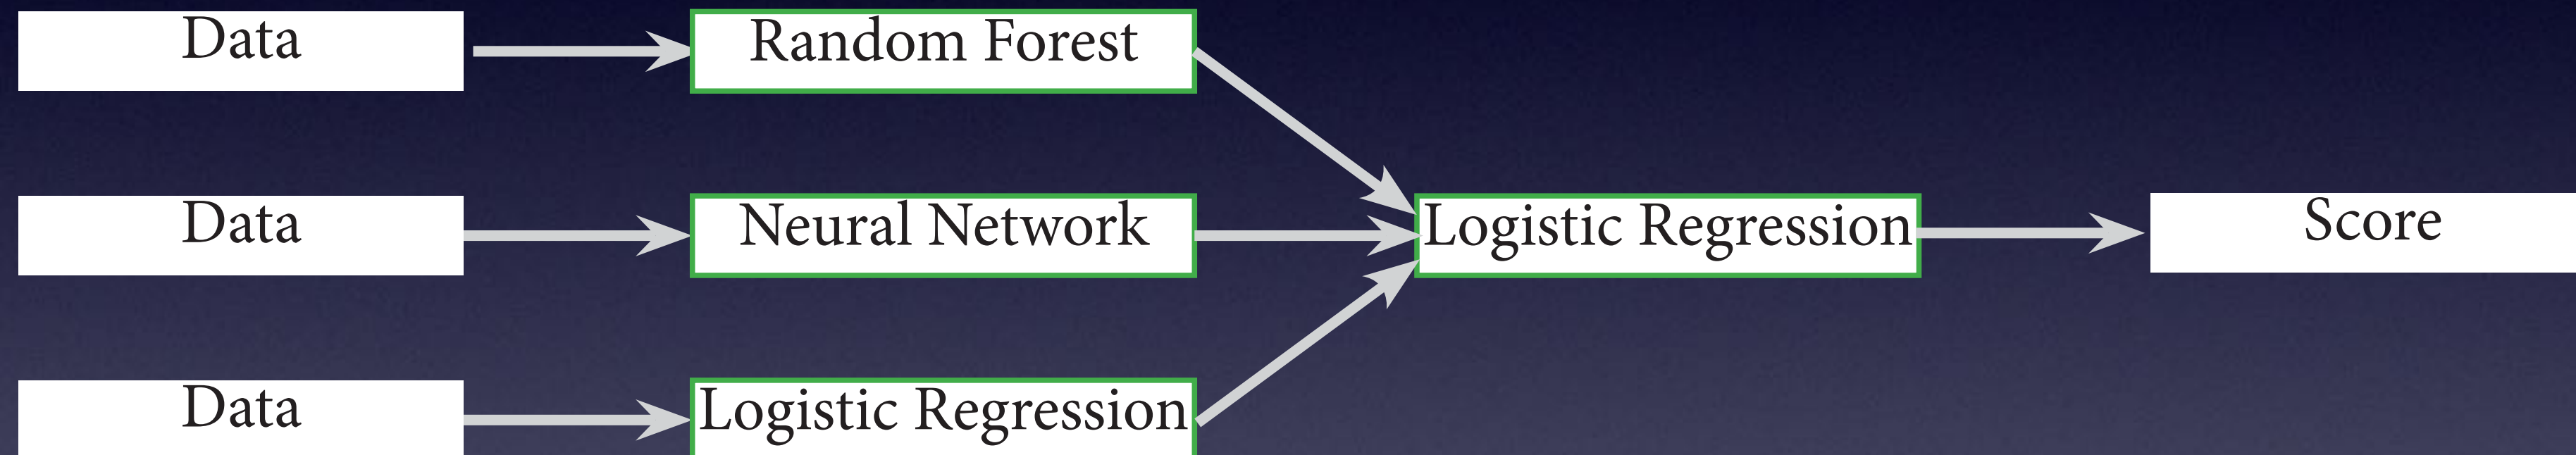 Data
Random Forest
Data
Neural Network
Logistic Regression
Score
Data
Logistic Regression